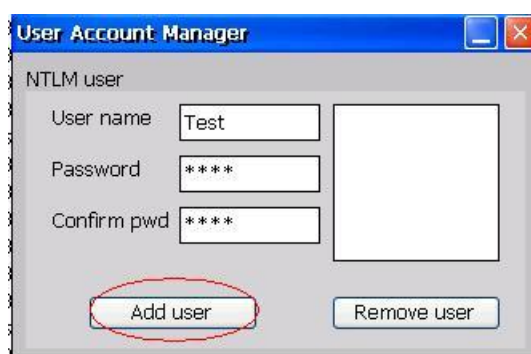 User Account Manager
NTLM user
User name Test
Password ****
Confirm pwd ****
Add user Remove user